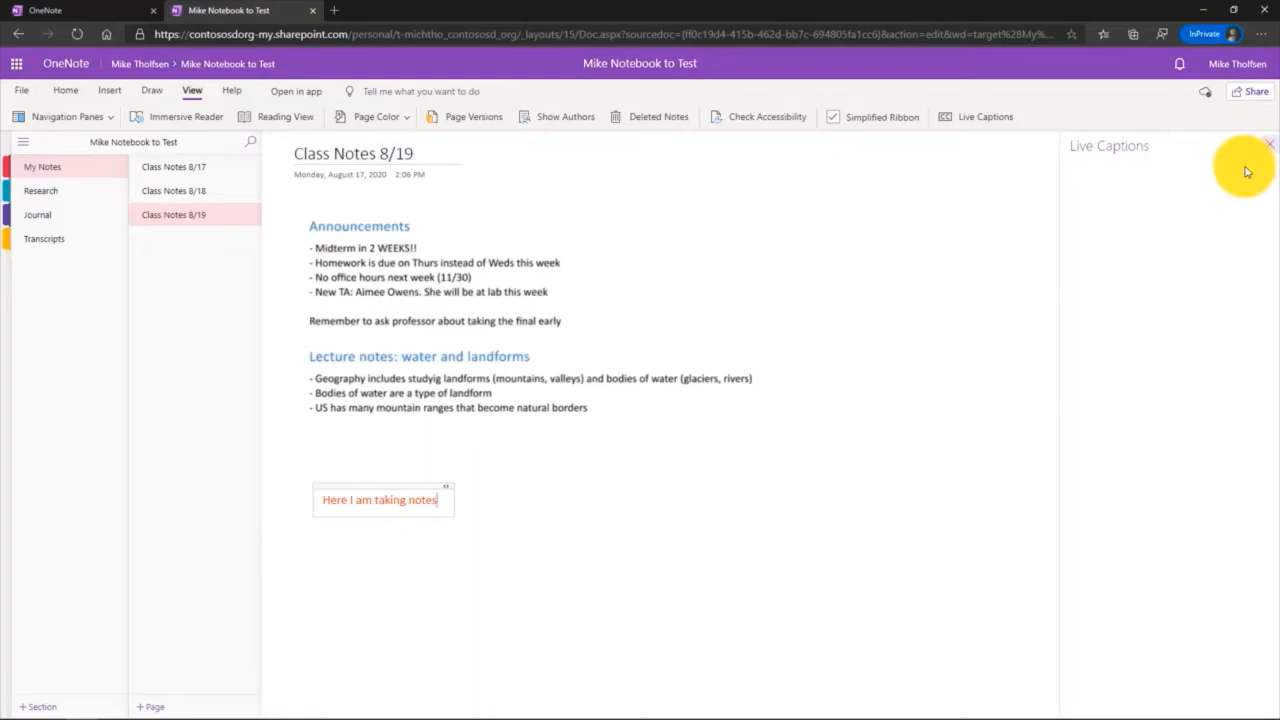 OneNote
Mike Notebook to Test
https://contososdorg-my.sharepoint.com/personal/t-michtho_contososd_org/_layouts/15/Doc.aspx?sourcedoc={ff0c19d4-415b-462d-bb7c-694805fa1cc6}&action=edit&wd=target%28My%...
InPrivate
OneNote
Mike Tholfsen > Mike Notebook to Test
Mike Notebook to Test
Mike Tholfsen
File Home Insert Draw View Help Open in app Tell me what you want to do Share
Navigation Panes Immersive Reader Reading View Page Color Page Versions Show Authors Deleted Notes Check Accessibility Simplified Ribbon CC Live Captions
Mike Notebook to Test
My Notes
Research
Journal
Transcripts
Class Notes 8/17
Class Notes 8/18
Class Notes 8/19
Class Notes 8/19
Monday, August 17, 2020 2:06 PM
Announcements
- Midterm in 2 WEEKS!!
- Homework is due on Thurs instead of Weds this week
- No office hours next week (11/30)
- New TA: Aimee Owens. She will be at lab this week
Remember to ask professor about taking the final early
Lecture notes: water and landforms
- Geography includes studyig landforms (mountains, valleys) and bodies of water (glaciers, rivers)
- Bodies of water are a type of landform
- US has many mountain ranges that become natural borders
Here I am taking notes
Live Captions
+ Section
+ Page